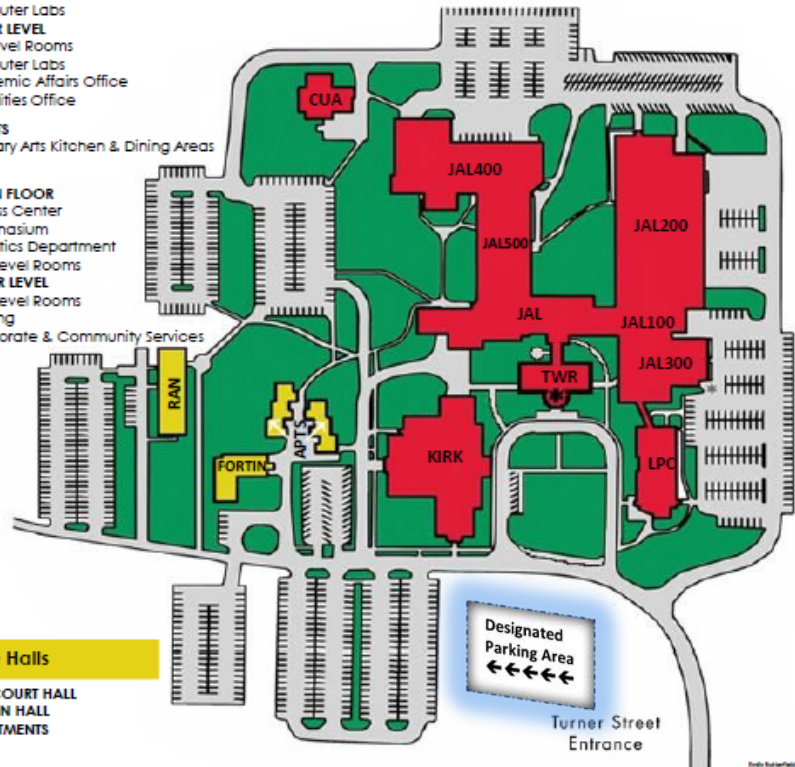 uter Labs
R LEVEL
evel Rooms
uter Labs
emic Affairs Office
ities Office
TS
ary Arts Kitchen & Dining Areas
FLOOR
ss Center
nasium
tics Department
evel Rooms
R LEVEL
evel Rooms
ng
orate & Community Services
CUA
JAL400
JAL200
JAL500
JAL
JAL100
JAL300
TWR
*
*
RAN
APTS
FORTIN
KIRK
LPC
Designated
Parking Area
←←←←←
Turner Street
Entrance
Halls
COURT HALL
N HALL
TMENTS